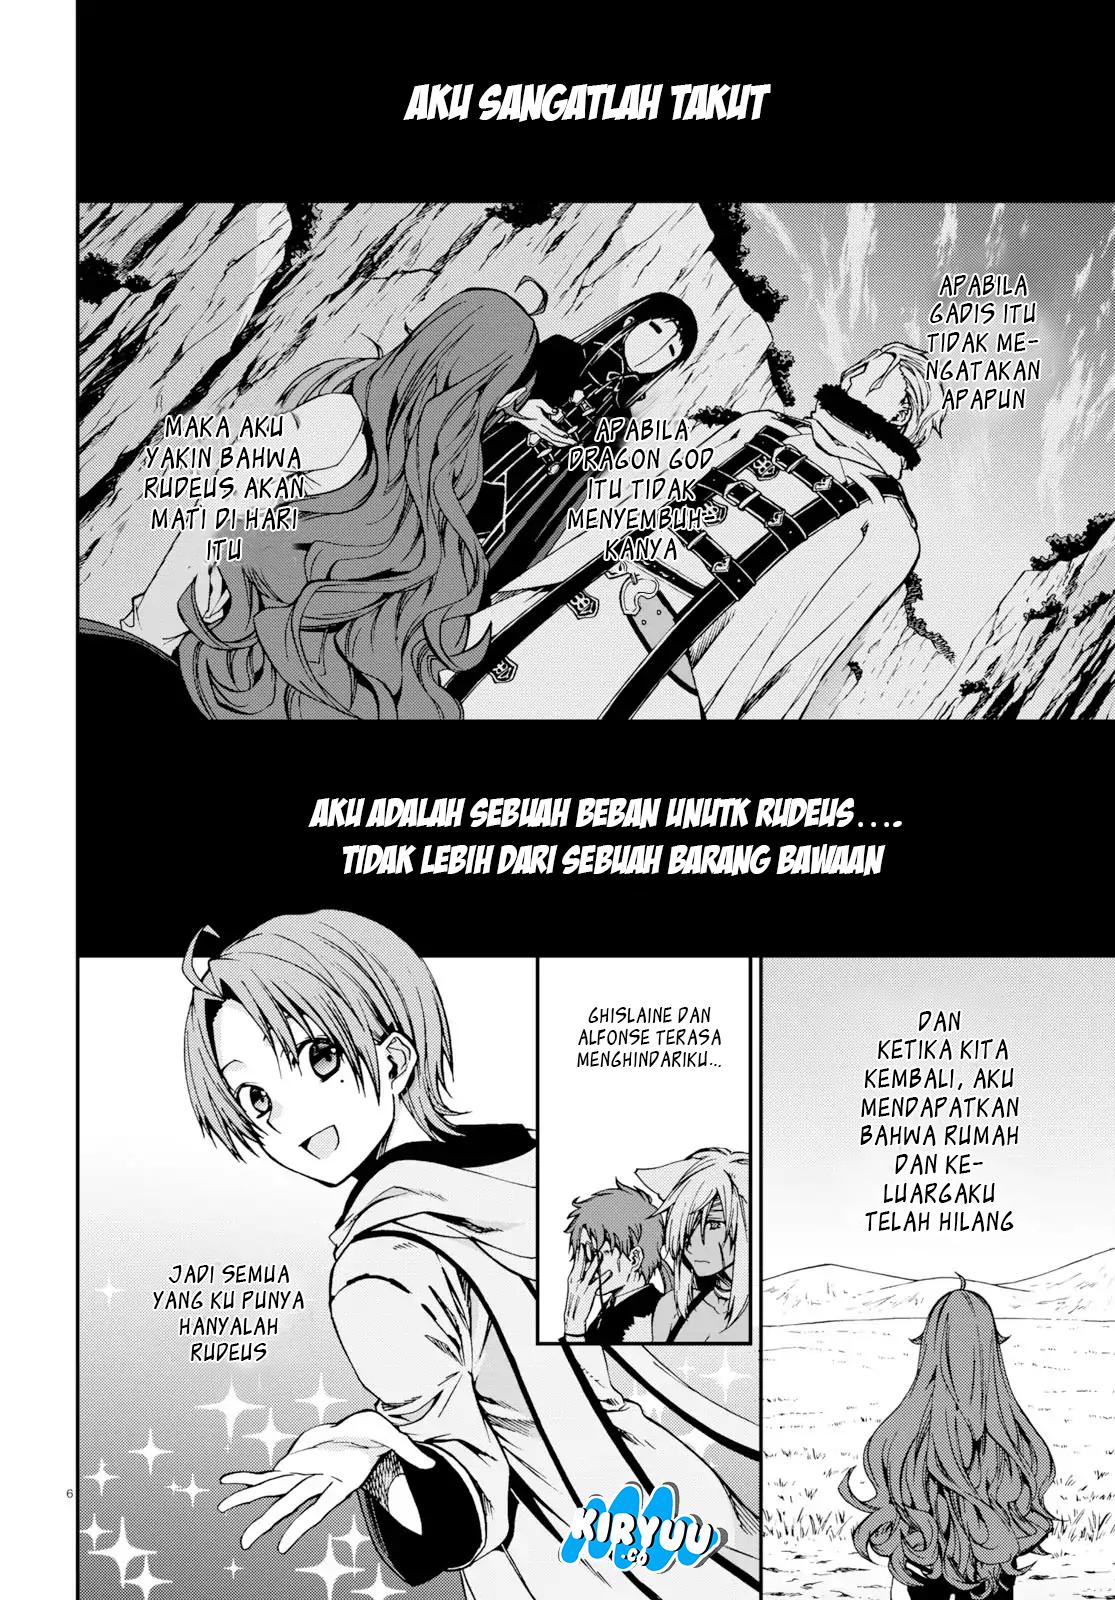 AKU SANGATLAH TAKUT
APABILA
GADIS ITU
TIDAK ME-
NGATAKAN
APAPUN
APABILA
DRAGON GOD
ITU TIDAK
MENYEMBUH-
KANYA
MAKA AKU
YAKIN BAHWA
RUDEUS AKAN
MATI DI HARI
ITU
AKU ADALAH SEBUAH BEBAN UNUTK RUDEUS....
TIDAK LEBIH DARI SEBUAH BARANG BAWAAN
DAN
KETIKA KITA
KEMBALI, AKU
MENDAPATKAN
BAHWA RUMAH
DAN KE-
LUARGAKU
TELAH HILANG
GHISLAINE DAN
ALFONSE TERASA
MENGHINDARIKU...
JADI SEMUA
YANG KU PUNYA
HANYALAH
RUDEUS
6
KIRYUU
.CO